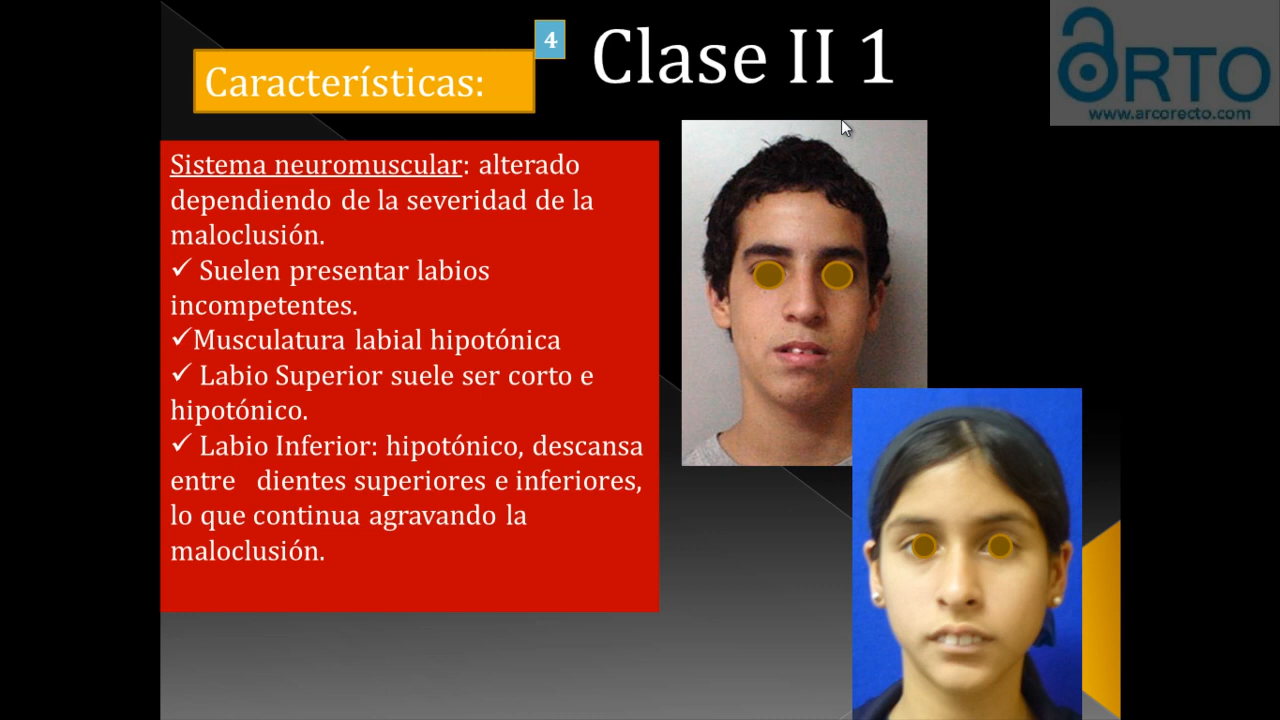 4
Clase II 1
Características:
Sistema neuromuscular: alterado
dependiendo de la severidad de la
maloclusión.
✓ Suelen presentar labios
incompetentes.
✓Musculatura labial hipotónica
✓ Labio Superior suele ser corto e
hipotónico.
✓ Labio Inferior: hipotónico, descansa
entre   dientes superiores e inferiores,
lo que continua agravando la
maloclusión.
ARTO
www.arcorecto.com